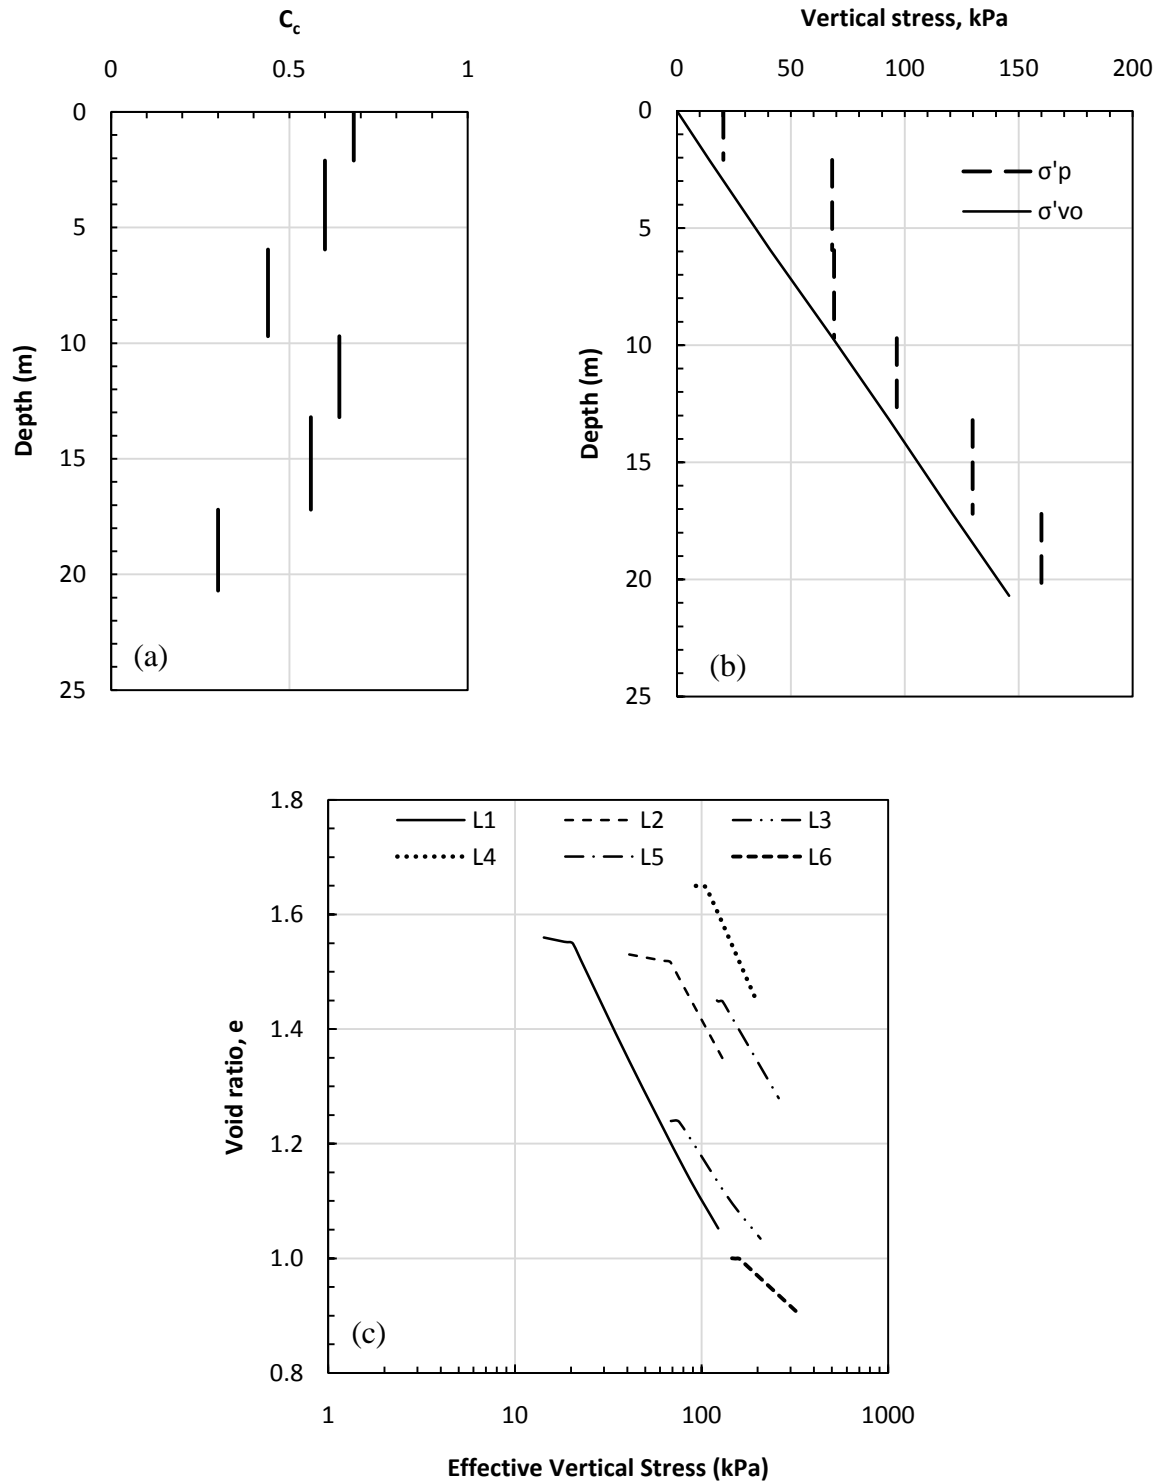 C_c
0 0.5 1
0
5
10
15
20
25
Depth (m)
(a)
Vertical stress, kPa
0 50 100 150 200
0
5
10
15
20
25
Depth (m)
σ'p
σ'vo
(b)
1.8
1.6
1.4
1.2
1.0
0.8
Void ratio, e
L1 L2 L3
L4 L5 L6
(c)
1 10 100 1000
Effective Vertical Stress (kPa)